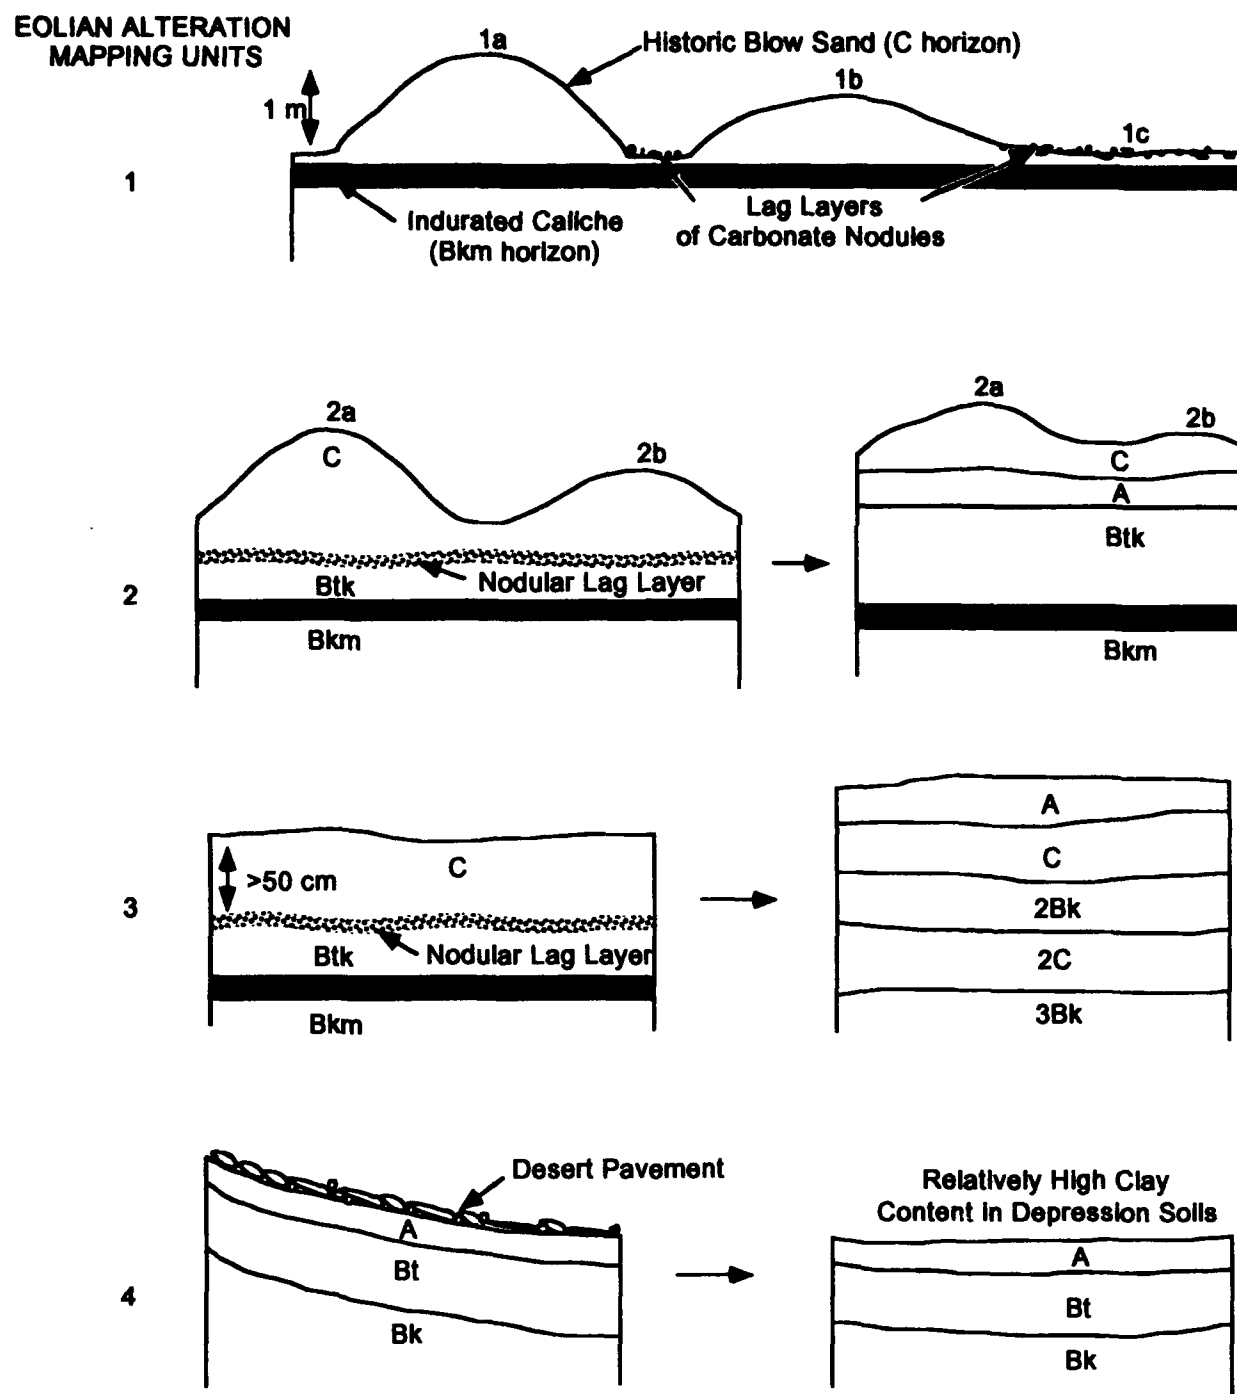 EOLIAN ALTERATION
MAPPING UNITS
1a
Historic Blow Sand (C horizon)
1b
1 m
1c
1
Indurated Caliche
(Bkm horizon)
Lag Layers
of Carbonate Nodules
2a
C
2b
Nodular Lag Layer
Btk
2
Bkm
2a
2b
C
A
Btk
Bkm
C
>50 cm
3
Btk
Nodular Lag Layer
Bkm
A
C
2Bk
2C
3Bk
Desert Pavement
A
Bt
4
Bk
Relatively High Clay
Content in Depression Soils
A
Bt
Bk